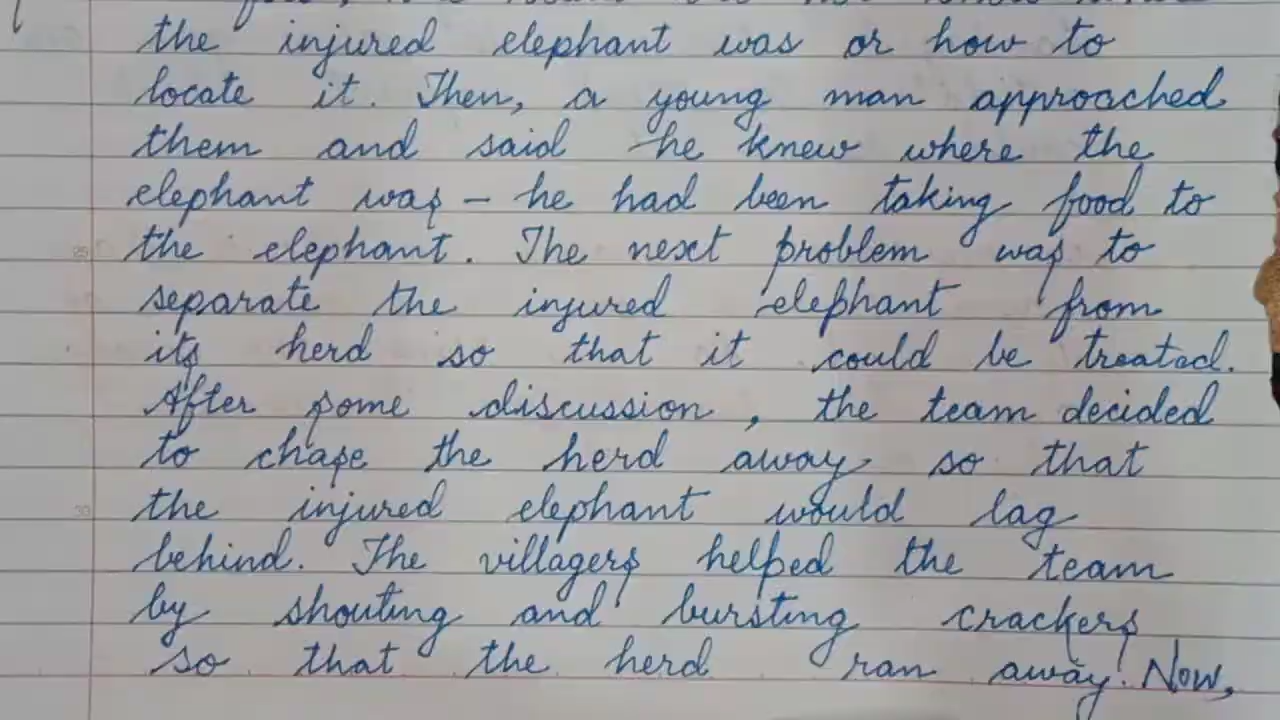 the injured elephant was or how to
locate it. Then, a young man approached
them and said he knew where the
elephant was - he had been taking food to
25 the elephant. The next problem was to
separate the injured elephant from
its herd so that it could be treated.
After some discussion, the team decided
to chase the herd away so that
30 the injured elephant would lag
behind. The villagers helped the team
by shouting and bursting crackers
so that the herd ran away. Now,